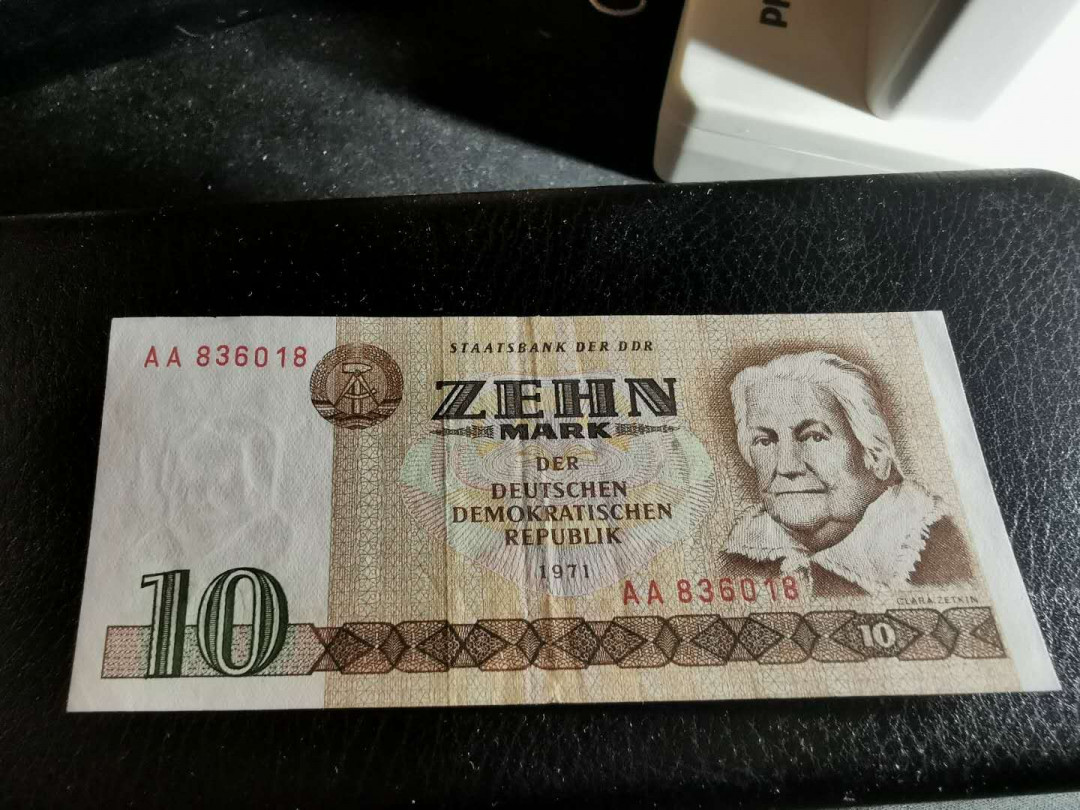 AA 836018
STAATSBANK DER DDR
ZEHN
MARK
DER
DEUTSCHEN
DEMOKRATISCHEN
REPUBLIK
1971
AA 836018
CLARA ZETKIN
10
10